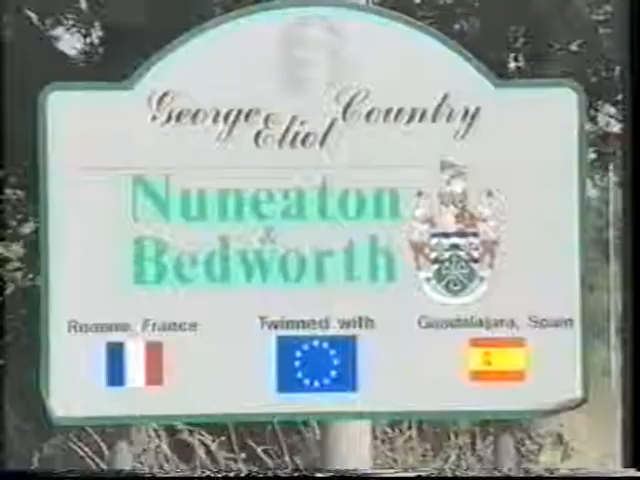 George Eliot Country
Nuneaton
&
Bedworth
Roanne, France Twinned with Guadalajara, Spain